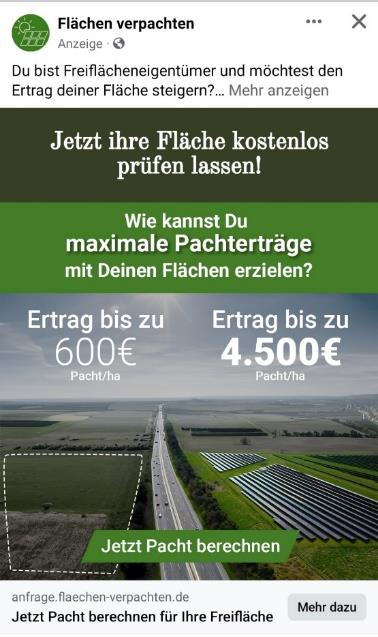 Flächen verpachten
Anzeige ·
Du bist Freiflächeneigentümer und möchtest den
Ertrag deiner Fläche steigern?... Mehr anzeigen
Jetzt ihre Fläche kostenlos
prüfen lassen!
Wie kannst Du
maximale Pachterträge
mit Deinen Flächen erzielen?
Ertrag bis zu
600€
Pacht/ha
Ertrag bis zu
4.500€
Pacht/ha
Jetzt Pacht berechnen
anfrage.flaechen-verpachten.de
Jetzt Pacht berechnen für Ihre Freifläche
Mehr dazu